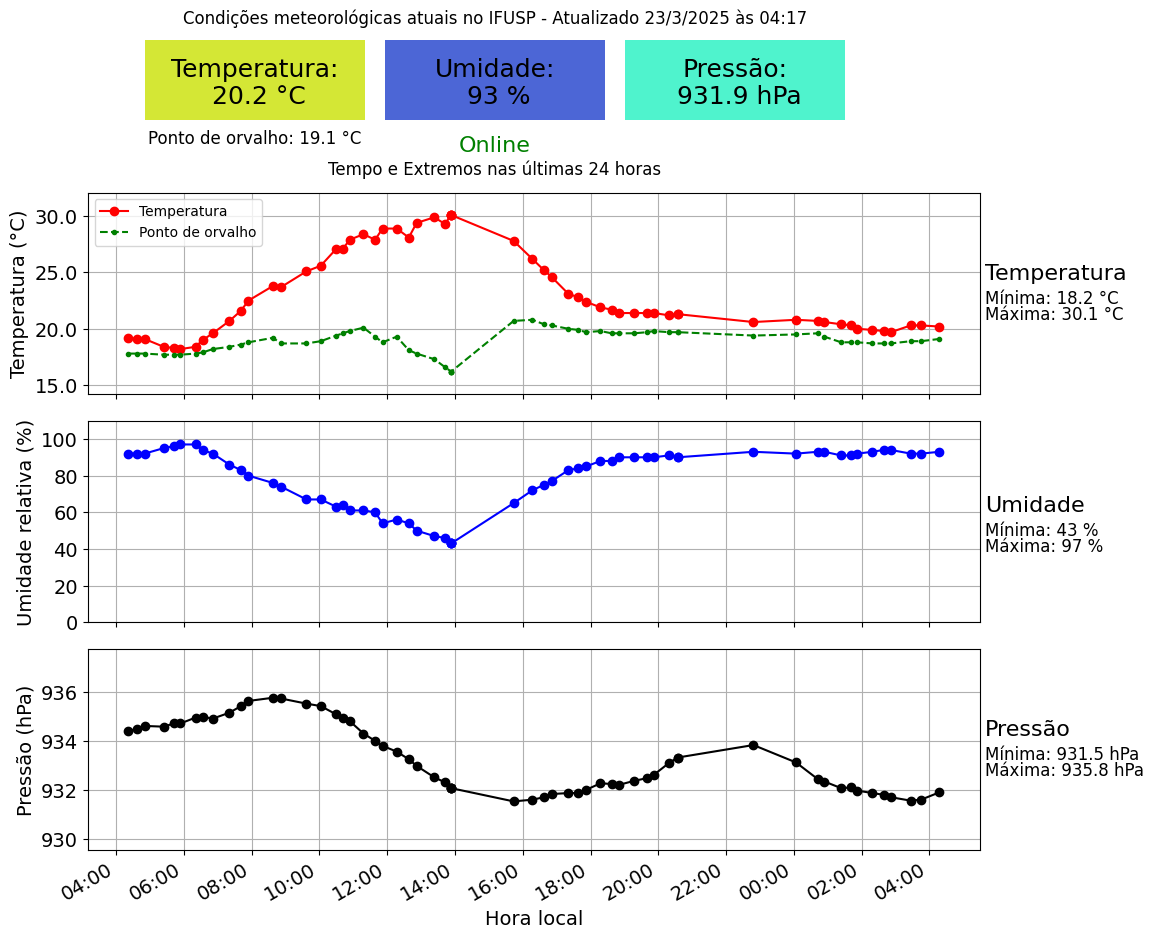 Condições meteorológicas atuais no IFUSP - Atualizado 23/3/2025 às 04:17
Temperatura:
20.2 °C
Umidade:
93 %
Pressão:
931.9 hPa
Ponto de orvalho: 19.1 °C
Online
Tempo e Extremos nas últimas 24 horas
Temperatura (°C)
30.0
25.0
20.0
15.0
Temperatura
Ponto de orvalho
Temperatura
Mínima: 18.2 °C
Máxima: 30.1 °C
Umidade relativa (%)
100
80
60
40
20
0
Umidade
Mínima: 43 %
Máxima: 97 %
Pressão (hPa)
936
934
932
930
Pressão
Mínima: 931.5 hPa
Máxima: 935.8 hPa
04:00
06:00
08:00
10:00
12:00
14:00
16:00
18:00
20:00
22:00
00:00
02:00
04:00
Hora local